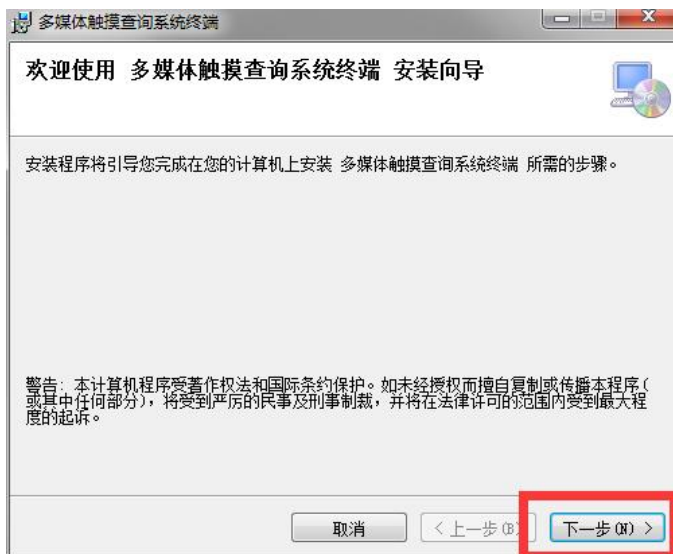 多媒体触摸查询系统终端
欢迎使用 多媒体触摸查询系统终端 安装向导
安装程序将引导您完成在您的计算机上安装 多媒体触摸查询系统终端 所需的步骤。
警告: 本计算机程序受著作权法和国际条约保护。如未经授权而擅自复制或传播本程序(
或其中任何部分), 将受到严厉的民事及刑事制裁, 并将在法律许可的范围内受到最大程
度的起诉。
取消
< 上一步(B)
下一步(N) >